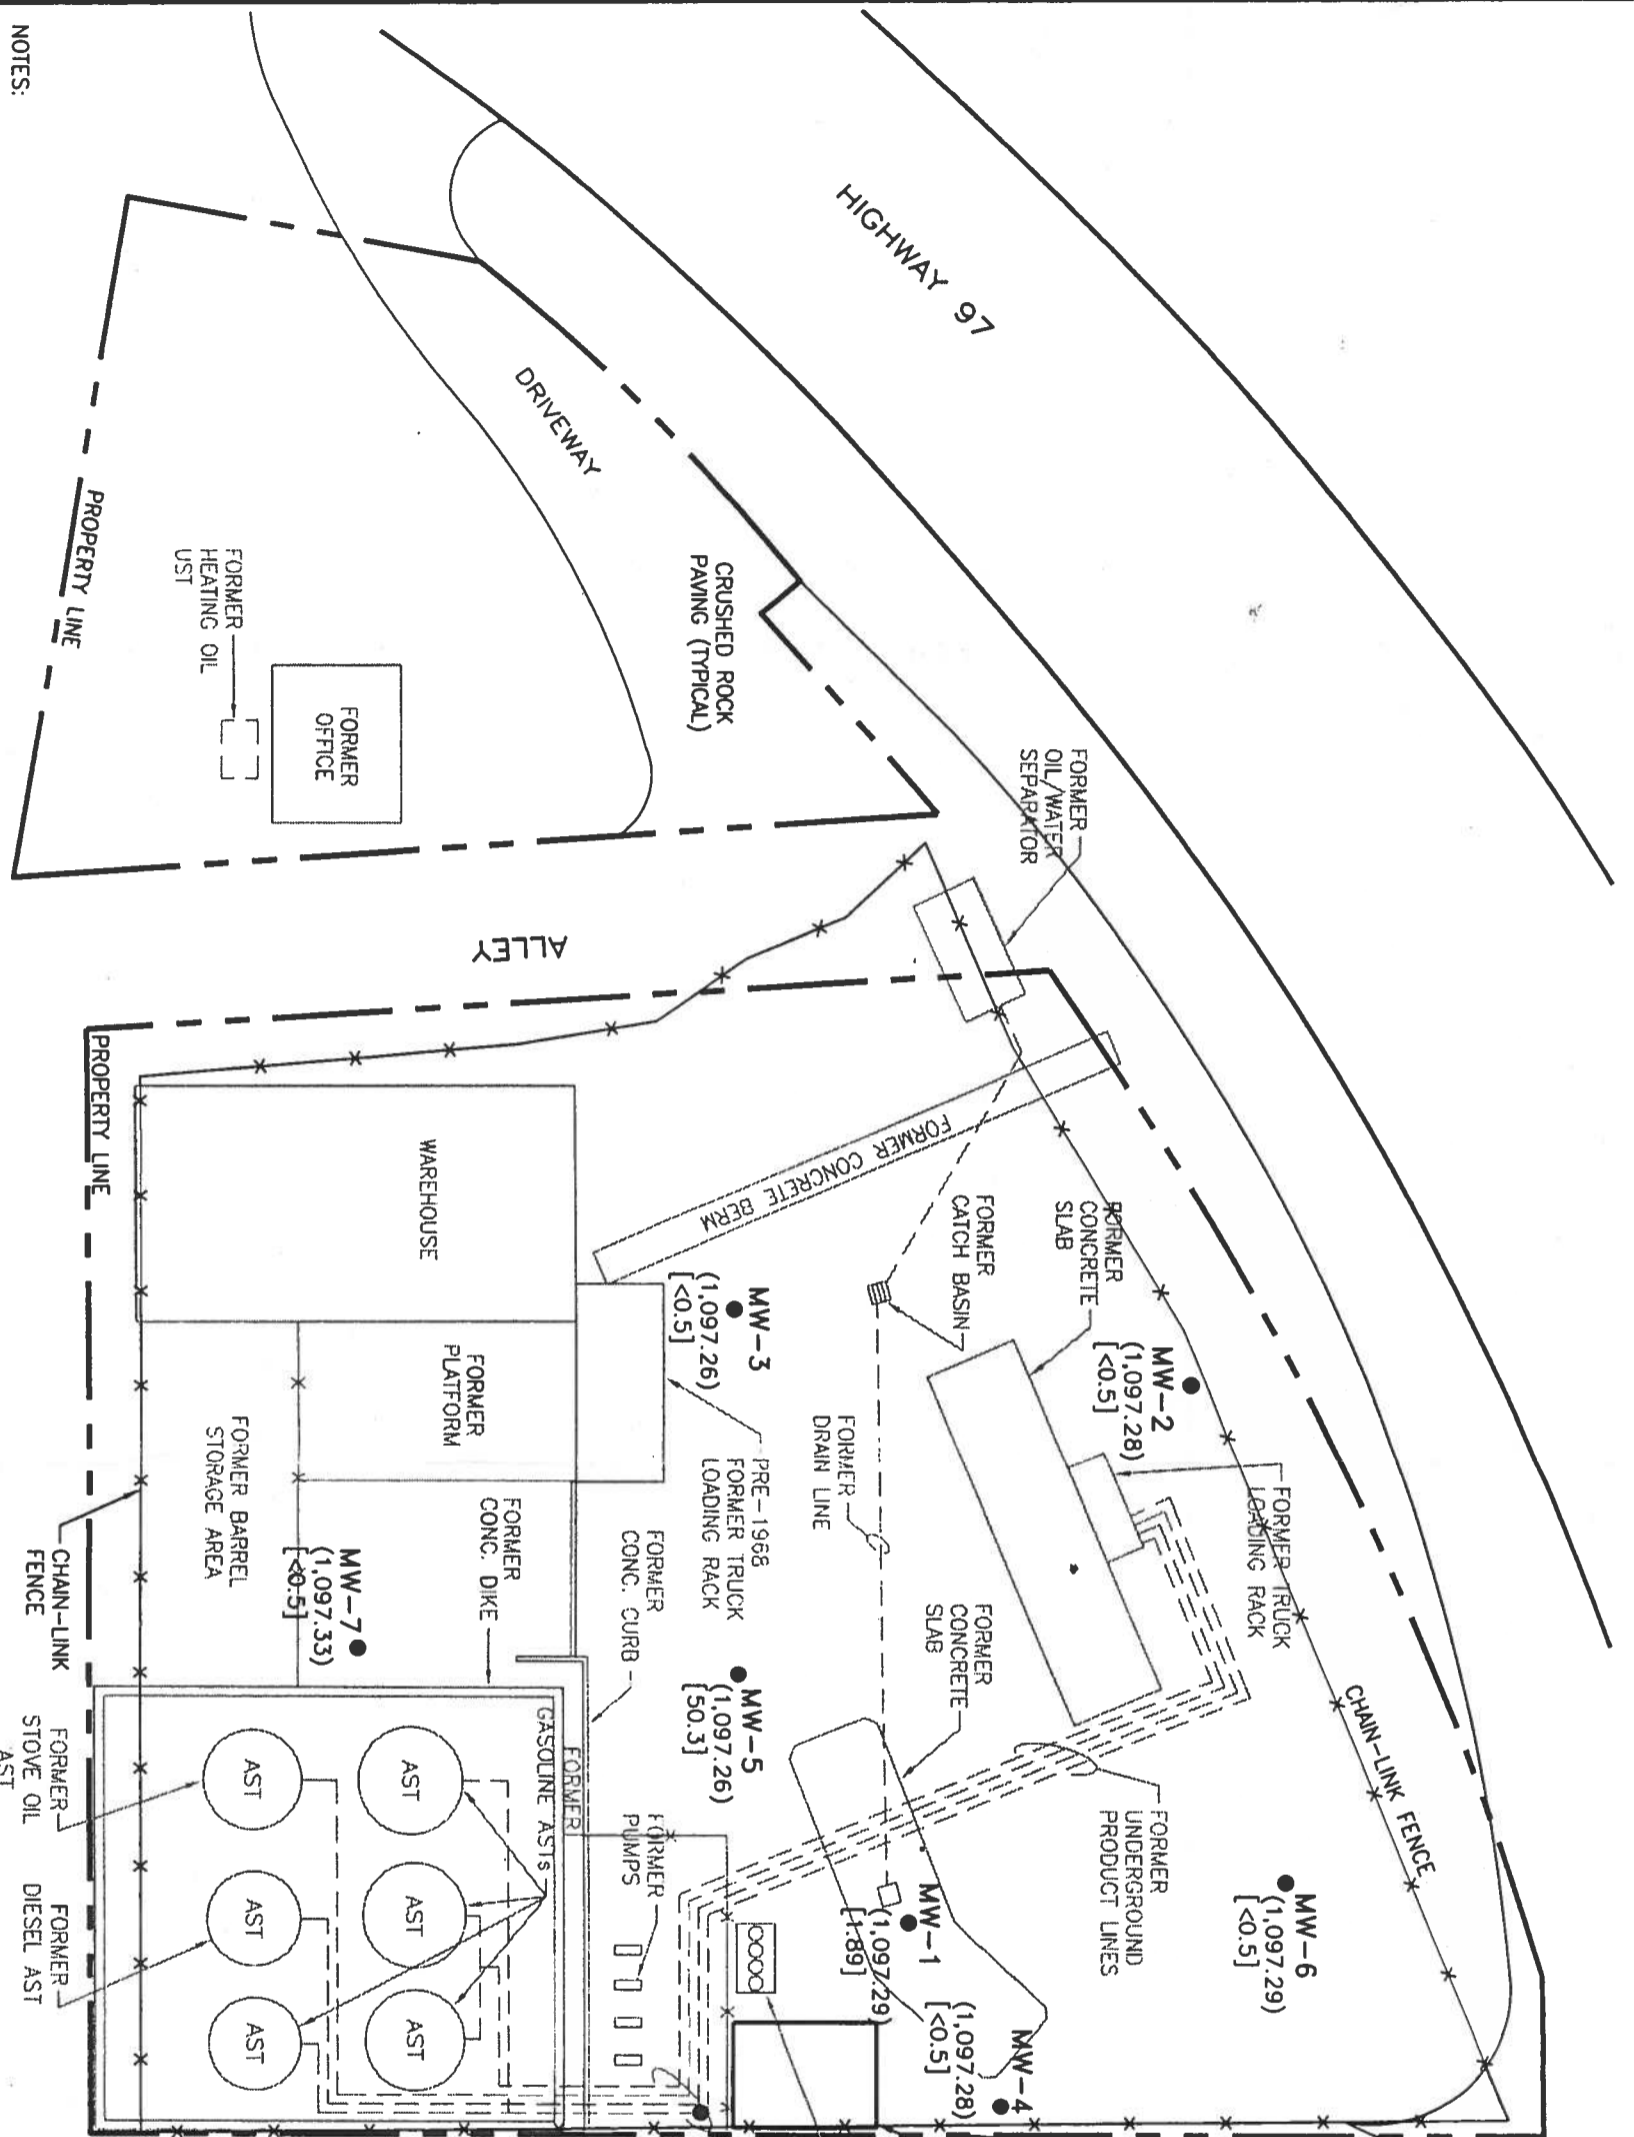 NOTES:
HIGHWAY 97
DRIVEWAY
CRUSHED ROCK
PAVING (TYPICAL)
PROPERTY LINE
FORMER
HEATING OIL
UST
FORMER
OFFICE
FORMER
OIL/WATER
SEPARATOR
ALLEY
PROPERTY LINE
WAREHOUSE
FORMER CONCRETE BERM
FORMER
CATCH BASIN
FORMER
CONCRETE
SLAB
MW-2
(1,097.28)
[<0.5]
MW-3
(1,097.26)
[<0.5]
FORMER
PLATFORM
FORMER BARREL
STORAGE AREA
PRE-1968
FORMER TRUCK
LOADING RACK
FORMER
DRAIN LINE
FORMER TRUCK
LOADING RACK
FORMER
CONC. DIKE
FORMER
CONC. CURB
MW-7
(1,097.33)
[<0.5]
CHAIN-LINK
FENCE
MW-5
(1,097.26)
[50.3]
FORMER
CONCRETE
SLAB
CHAIN-LINK FENCE
FORMER
UNDERGROUND
PRODUCT LINES
FORMER
GASOLINE ASTs
FORMER
PUMPS
AST
AST
AST
AST
AST
AST
FORMER
STOVE OIL
AST
FORMER
DIESEL AST
MW-1
(1,097.29)
[1.89]
MW-6
(1,097.29)
[<0.5]
MW-4
(1,097.28)
[<0.5]